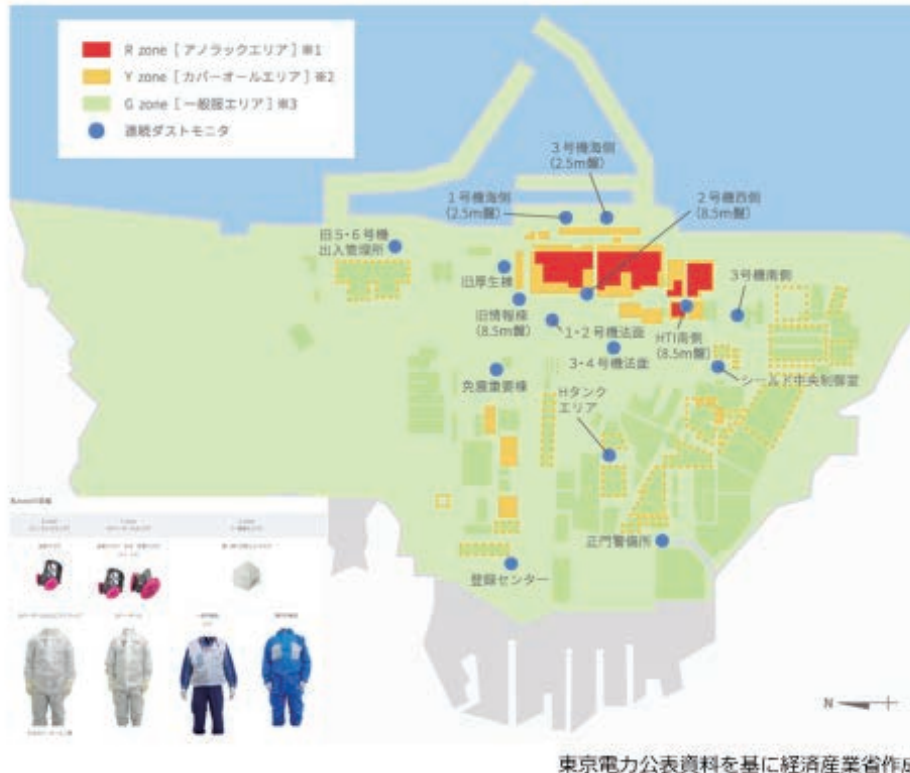 R zone [アノラックエリア]※1
Y zone [カバーオールエリア]※2
G zone [一般服エリア]※3
連続ダストモニタ
3号機海側
(2.5m盤)
1号機海側
(2.5m盤)
2号機西側
(8.5m盤)
旧5・6号機
出入管理所
旧厚生棟
3号機南側
旧情報棟
(8.5m盤)
1・2号機法面
HTI南側
(8.5m盤)
3・4号機法面
シールド中央制御室
免震重要棟
Hタンク
エリア
正門警備所
登録センター
N
東京電力公表資料を基に経済産業省作成